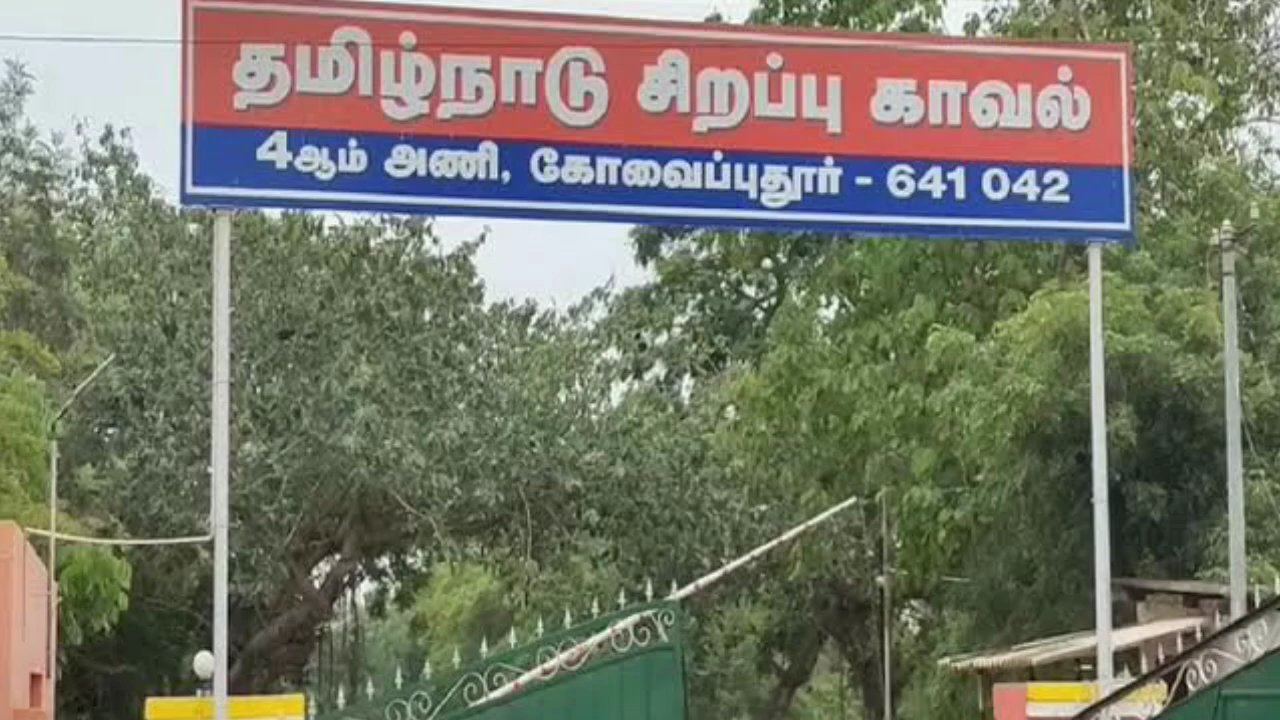 தமிழ்நாடு சிறப்பு காவல்
4ஆம் அணி, கோவைப்புதூர் - 641 042